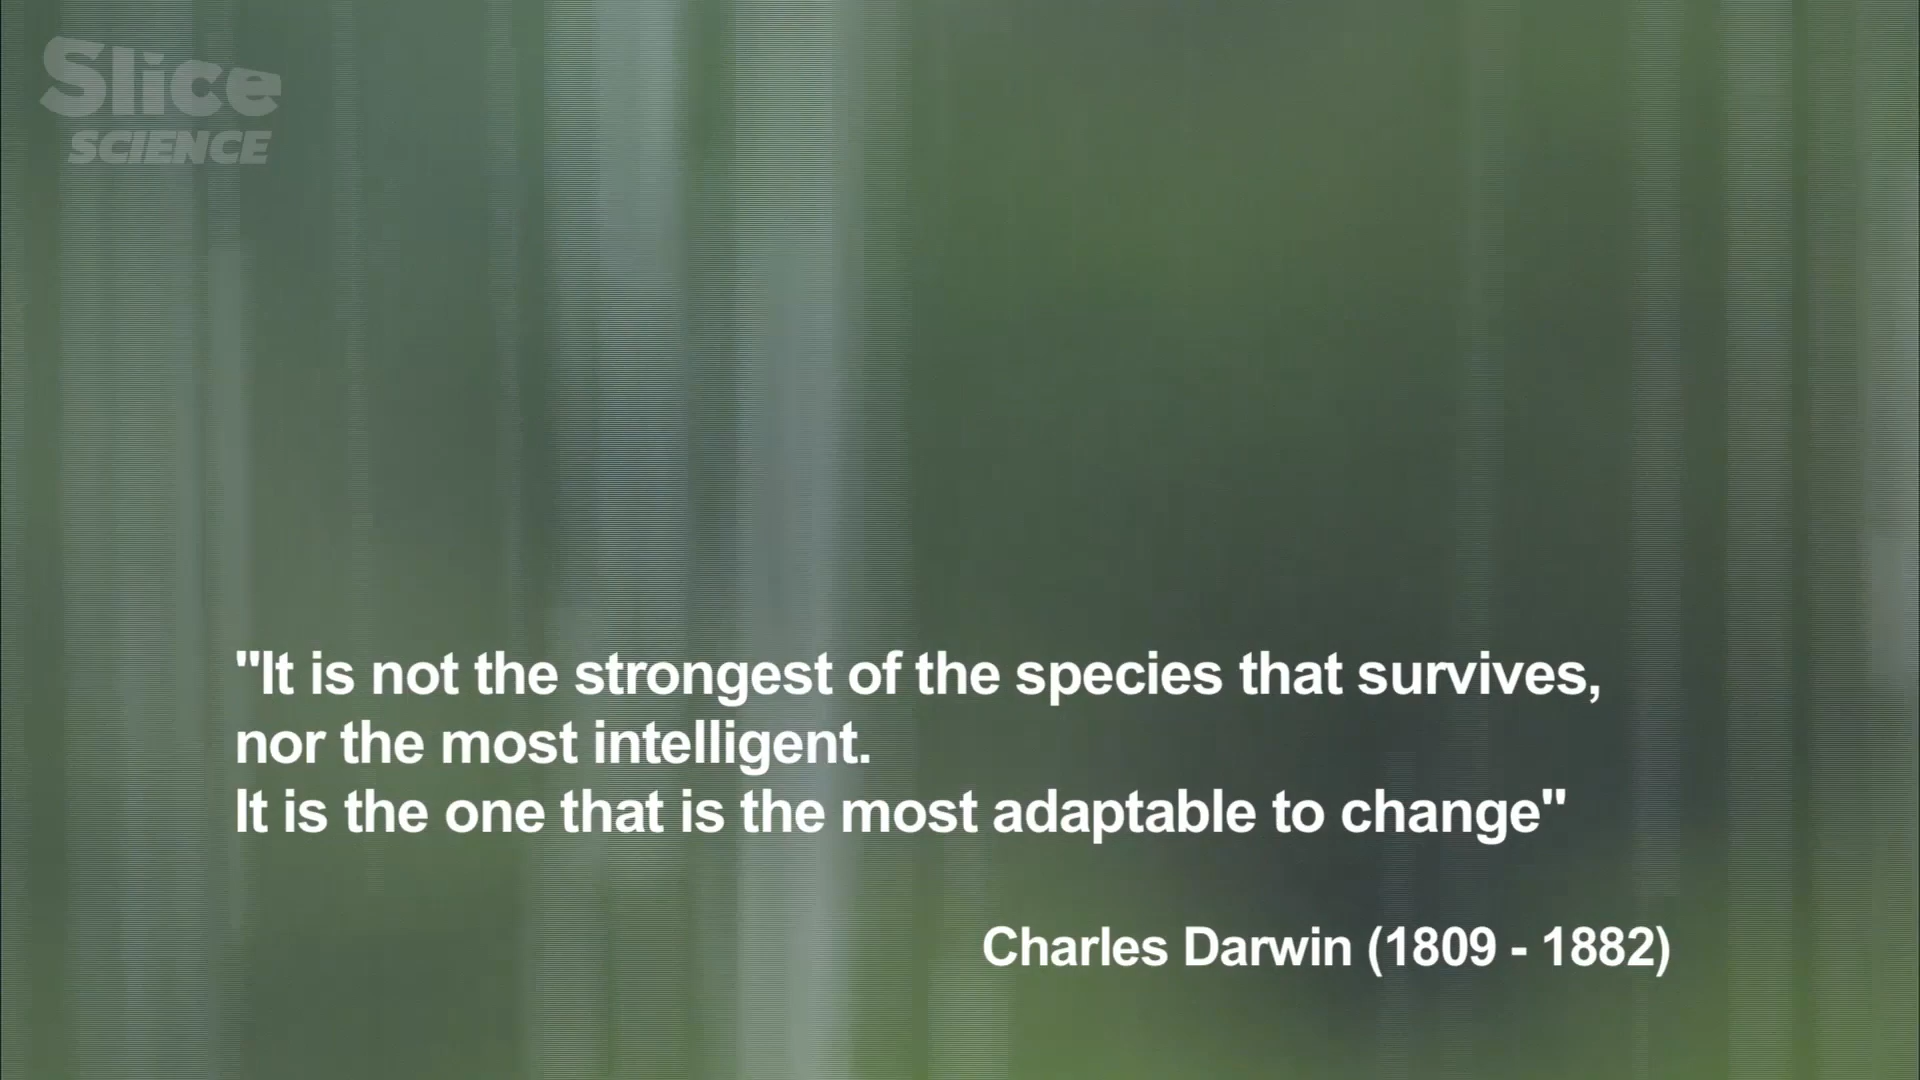 Slice
SCIENCE
"It is not the strongest of the species that survives,
nor the most intelligent.
It is the one that is the most adaptable to change"
Charles Darwin (1809 - 1882)